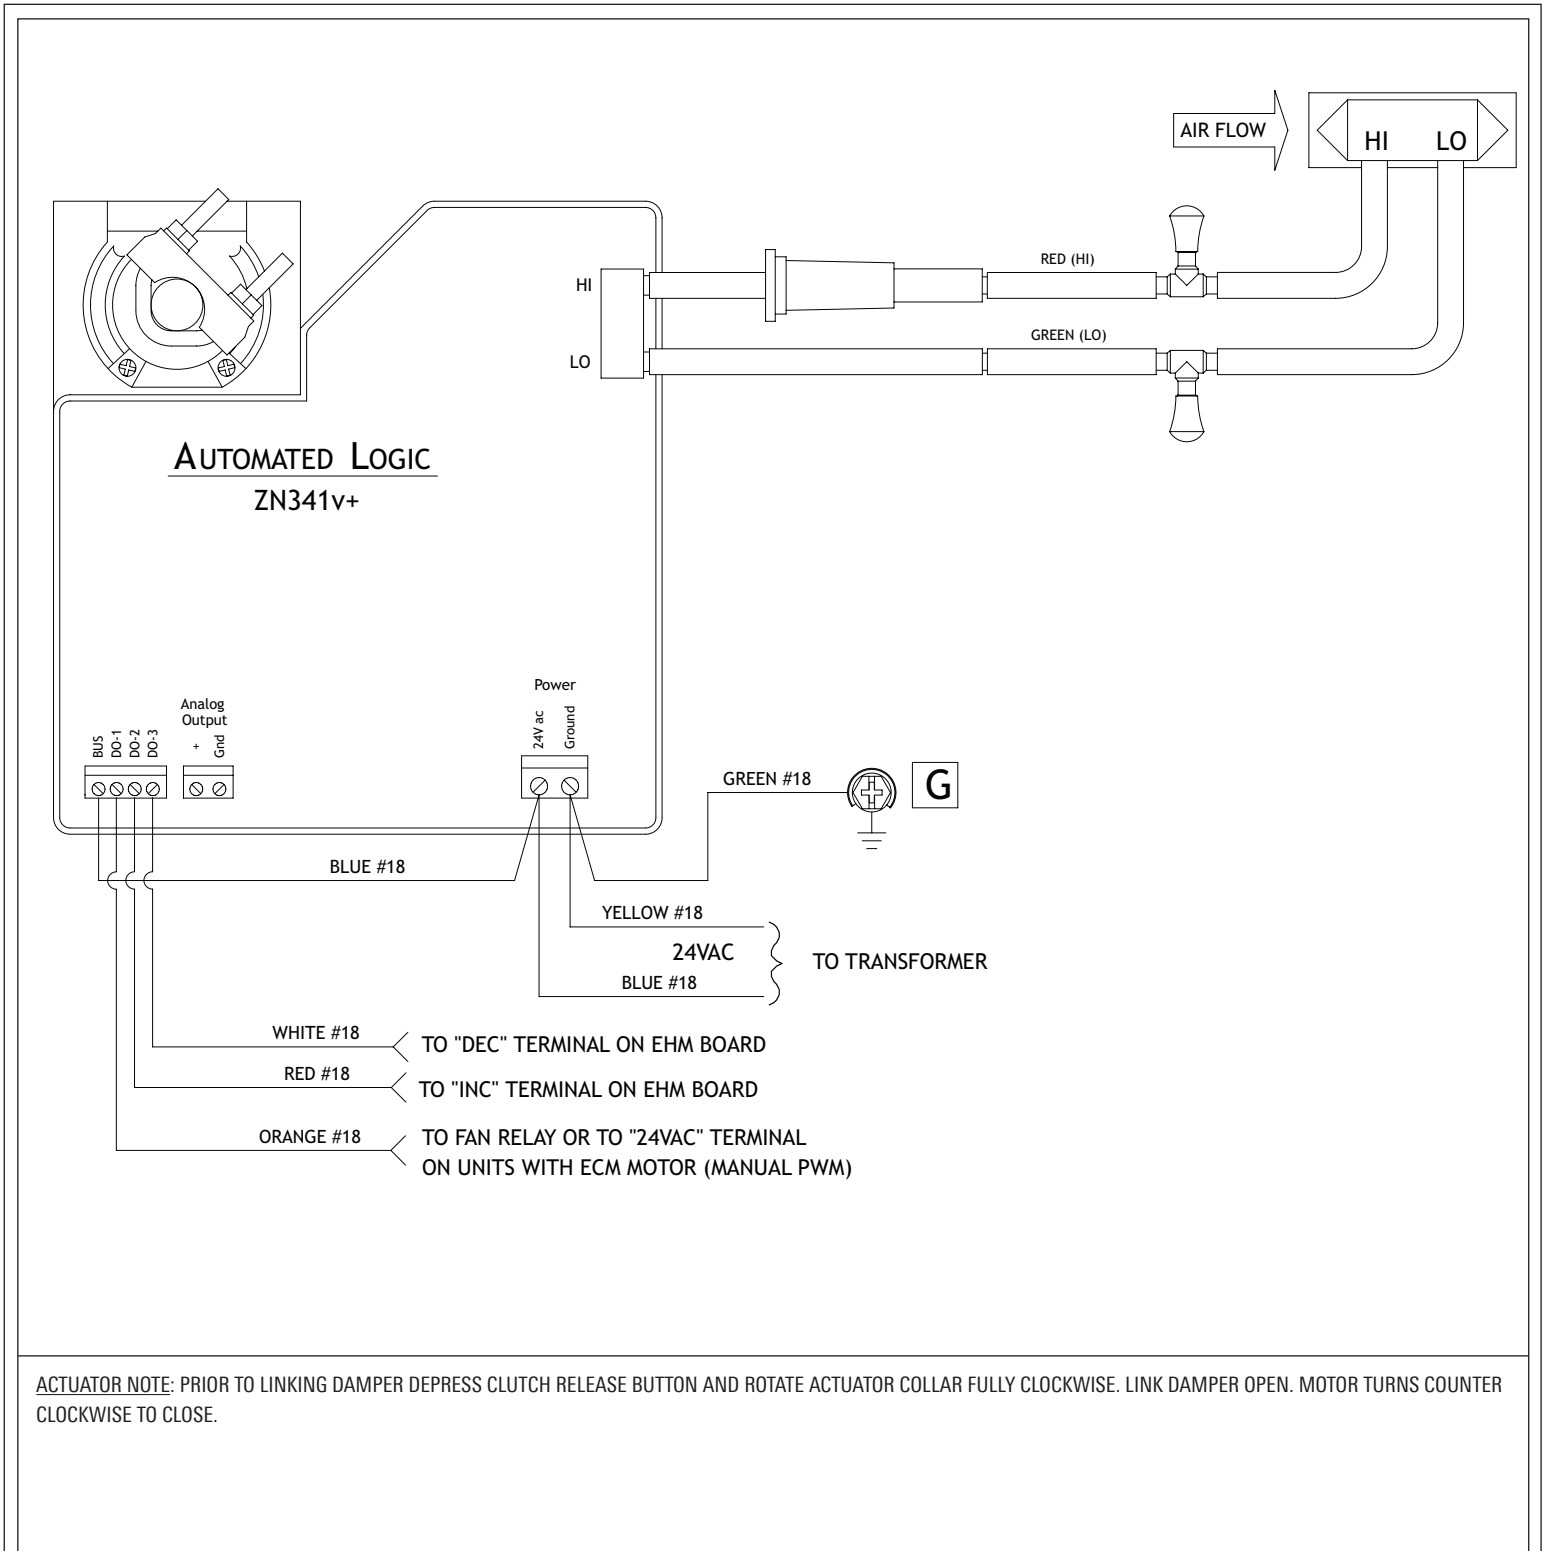 AIR FLOW
HI LO
RED (HI)
HI
GREEN (LO)
LO
AUTOMATED LOGIC
ZN341v+
Analog
Output
BUS
DO-1
DO-2
DO-3
+
Gnd
Power
24V ac
Ground
GREEN #18
G
BLUE #18
YELLOW #18
24VAC
TO TRANSFORMER
BLUE #18
WHITE #18
TO "DEC" TERMINAL ON EHM BOARD
RED #18
TO "INC" TERMINAL ON EHM BOARD
ORANGE #18
TO FAN RELAY OR TO "24VAC" TERMINAL
ON UNITS WITH ECM MOTOR (MANUAL PWM)
ACTUATOR NOTE: PRIOR TO LINKING DAMPER DEPRESS CLUTCH RELEASE BUTTON AND ROTATE ACTUATOR COLLAR FULLY CLOCKWISE. LINK DAMPER OPEN. MOTOR TURNS COUNTER
CLOCKWISE TO CLOSE.